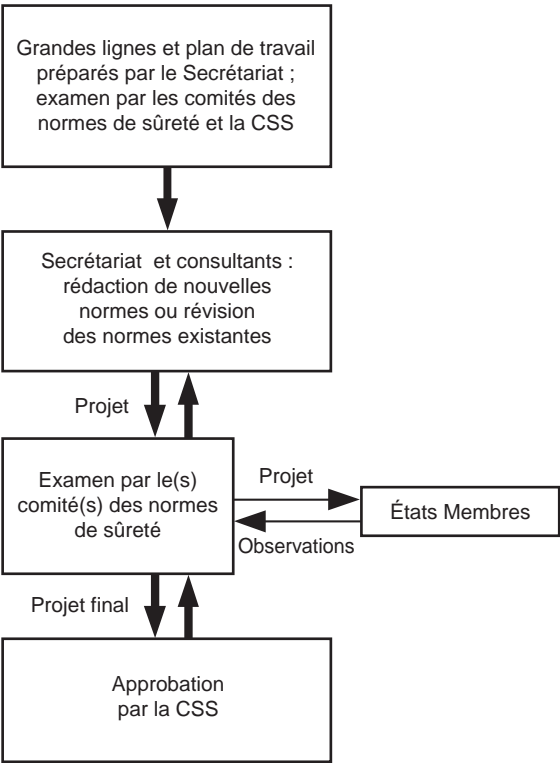 Grandes lignes et plan de travail
préparés par le Secrétariat ;
examen par les comités des
normes de sûreté et la CSS
Secrétariat et consultants :
rédaction de nouvelles
normes ou révision
des normes existantes
Projet
Examen par le(s)
comité(s) des normes
de sûreté
Projet
États Membres
Observations
Projet final
Approbation
par la CSS